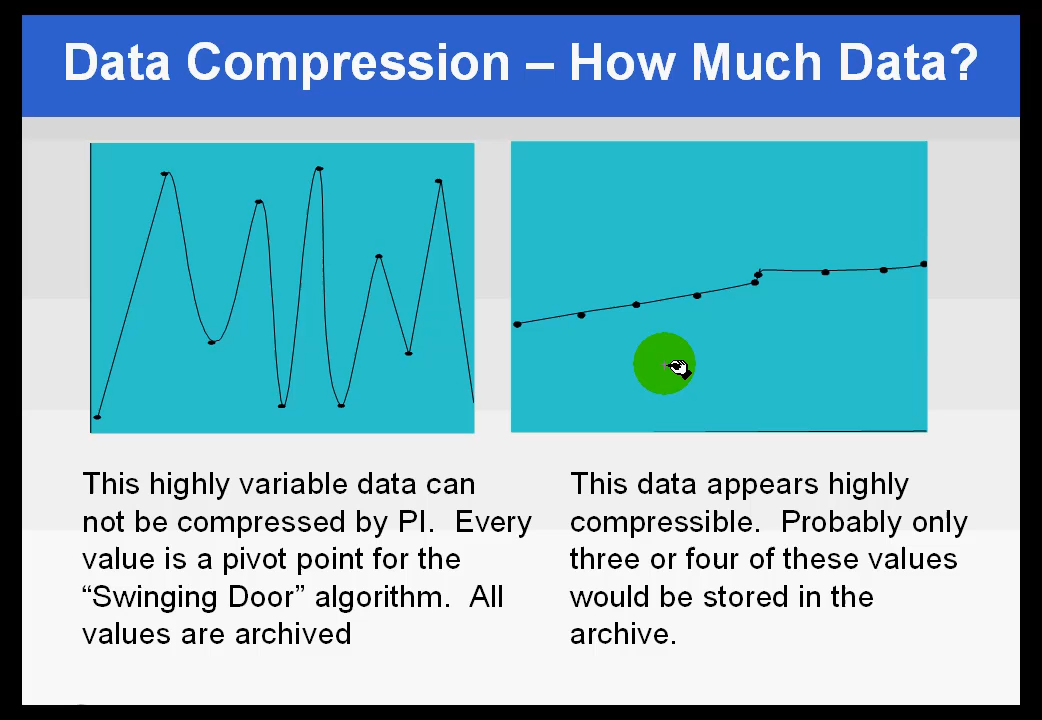 Data Compression – How Much Data?
This highly variable data can
not be compressed by PI.  Every
value is a pivot point for the
“Swinging Door” algorithm.  All
values are archived
This data appears highly
compressible.  Probably only
three or four of these values
would be stored in the
archive.